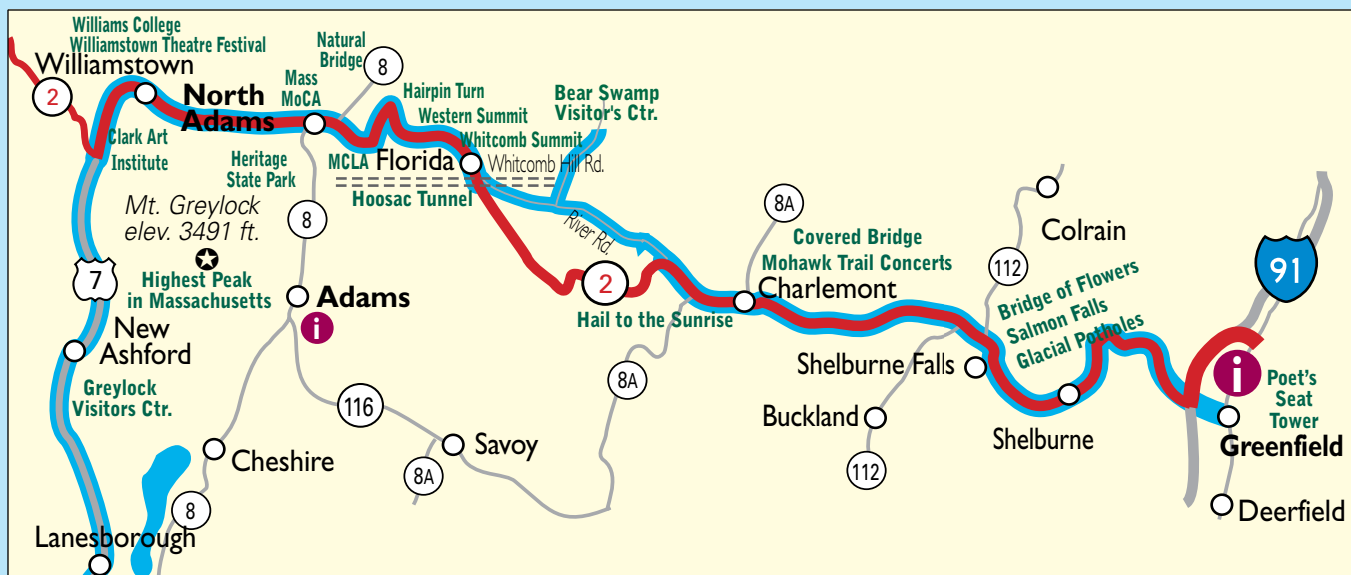 Williams College
Williamstown Theatre Festival
Williamstown
2
Natural
Bridge
8
Mass
MoCA
North
Adams
Hairpin Turn
Western Summit
Whitcomb Summit
Bear Swamp
Visitor's Ctr.
Clark Art
Institute
Heritage
State Park
MCLA
Florida
Whitcomb Hill Rd.
Hoosac Tunnel
Mt. Greylock
elev. 3491 ft.
8
River Rd.
8A
Covered Bridge
Mohawk Trail Concerts
Charlemont
Colrain
112
91
7
Highest Peak
in Massachusetts
Adams
i
2
Hail to the Sunrise
Bridge of Flowers
Salmon Falls
Glacial Potholes
New
Ashford
Greylock
Visitors Ctr.
8A
Shelburne Falls
i
Poet's
Seat
Tower
116
Buckland
Shelburne
Greenfield
Cheshire
Savoy
8A
112
8
Deerfield
Lanesborough